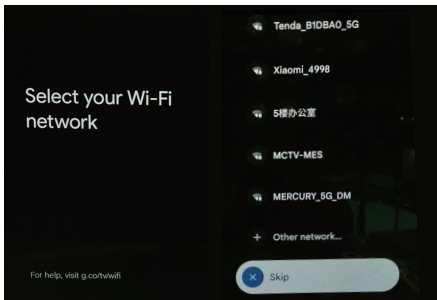 Select your Wi-Fi
network
For help, visit g.co/tv/wifi
Tenda_B1DBA0_5G
Xiaomi_4998
5楼办公室
MCTV-MES
MERCURY_5G_DM
+ Other network...
Skip